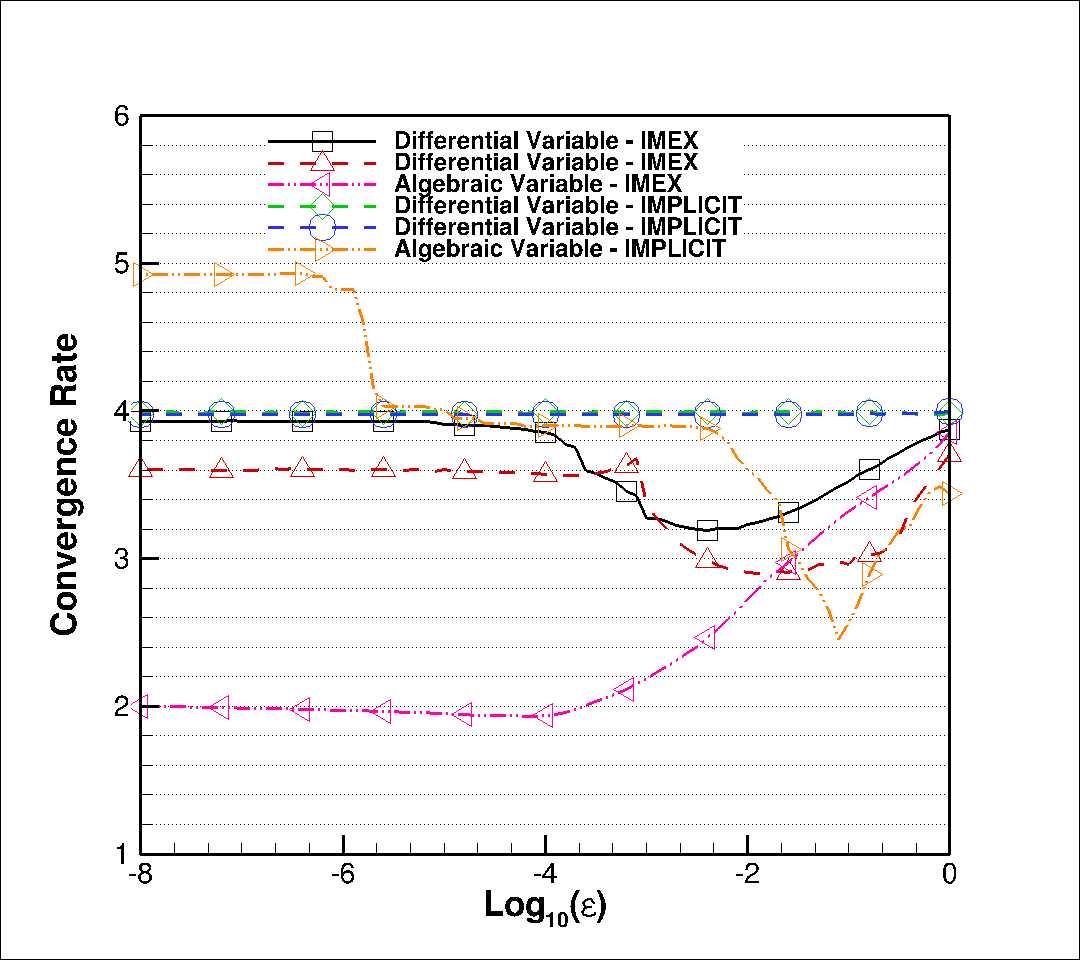 6
Differential Variable - IMEX
Differential Variable - IMEX
Algebraic Variable - IMEX
Differential Variable - IMPLICIT
Differential Variable - IMPLICIT
Algebraic Variable - IMPLICIT
5
4
3
2
1
Convergence Rate
-8 -6 -4 -2 0
Log10(ε)